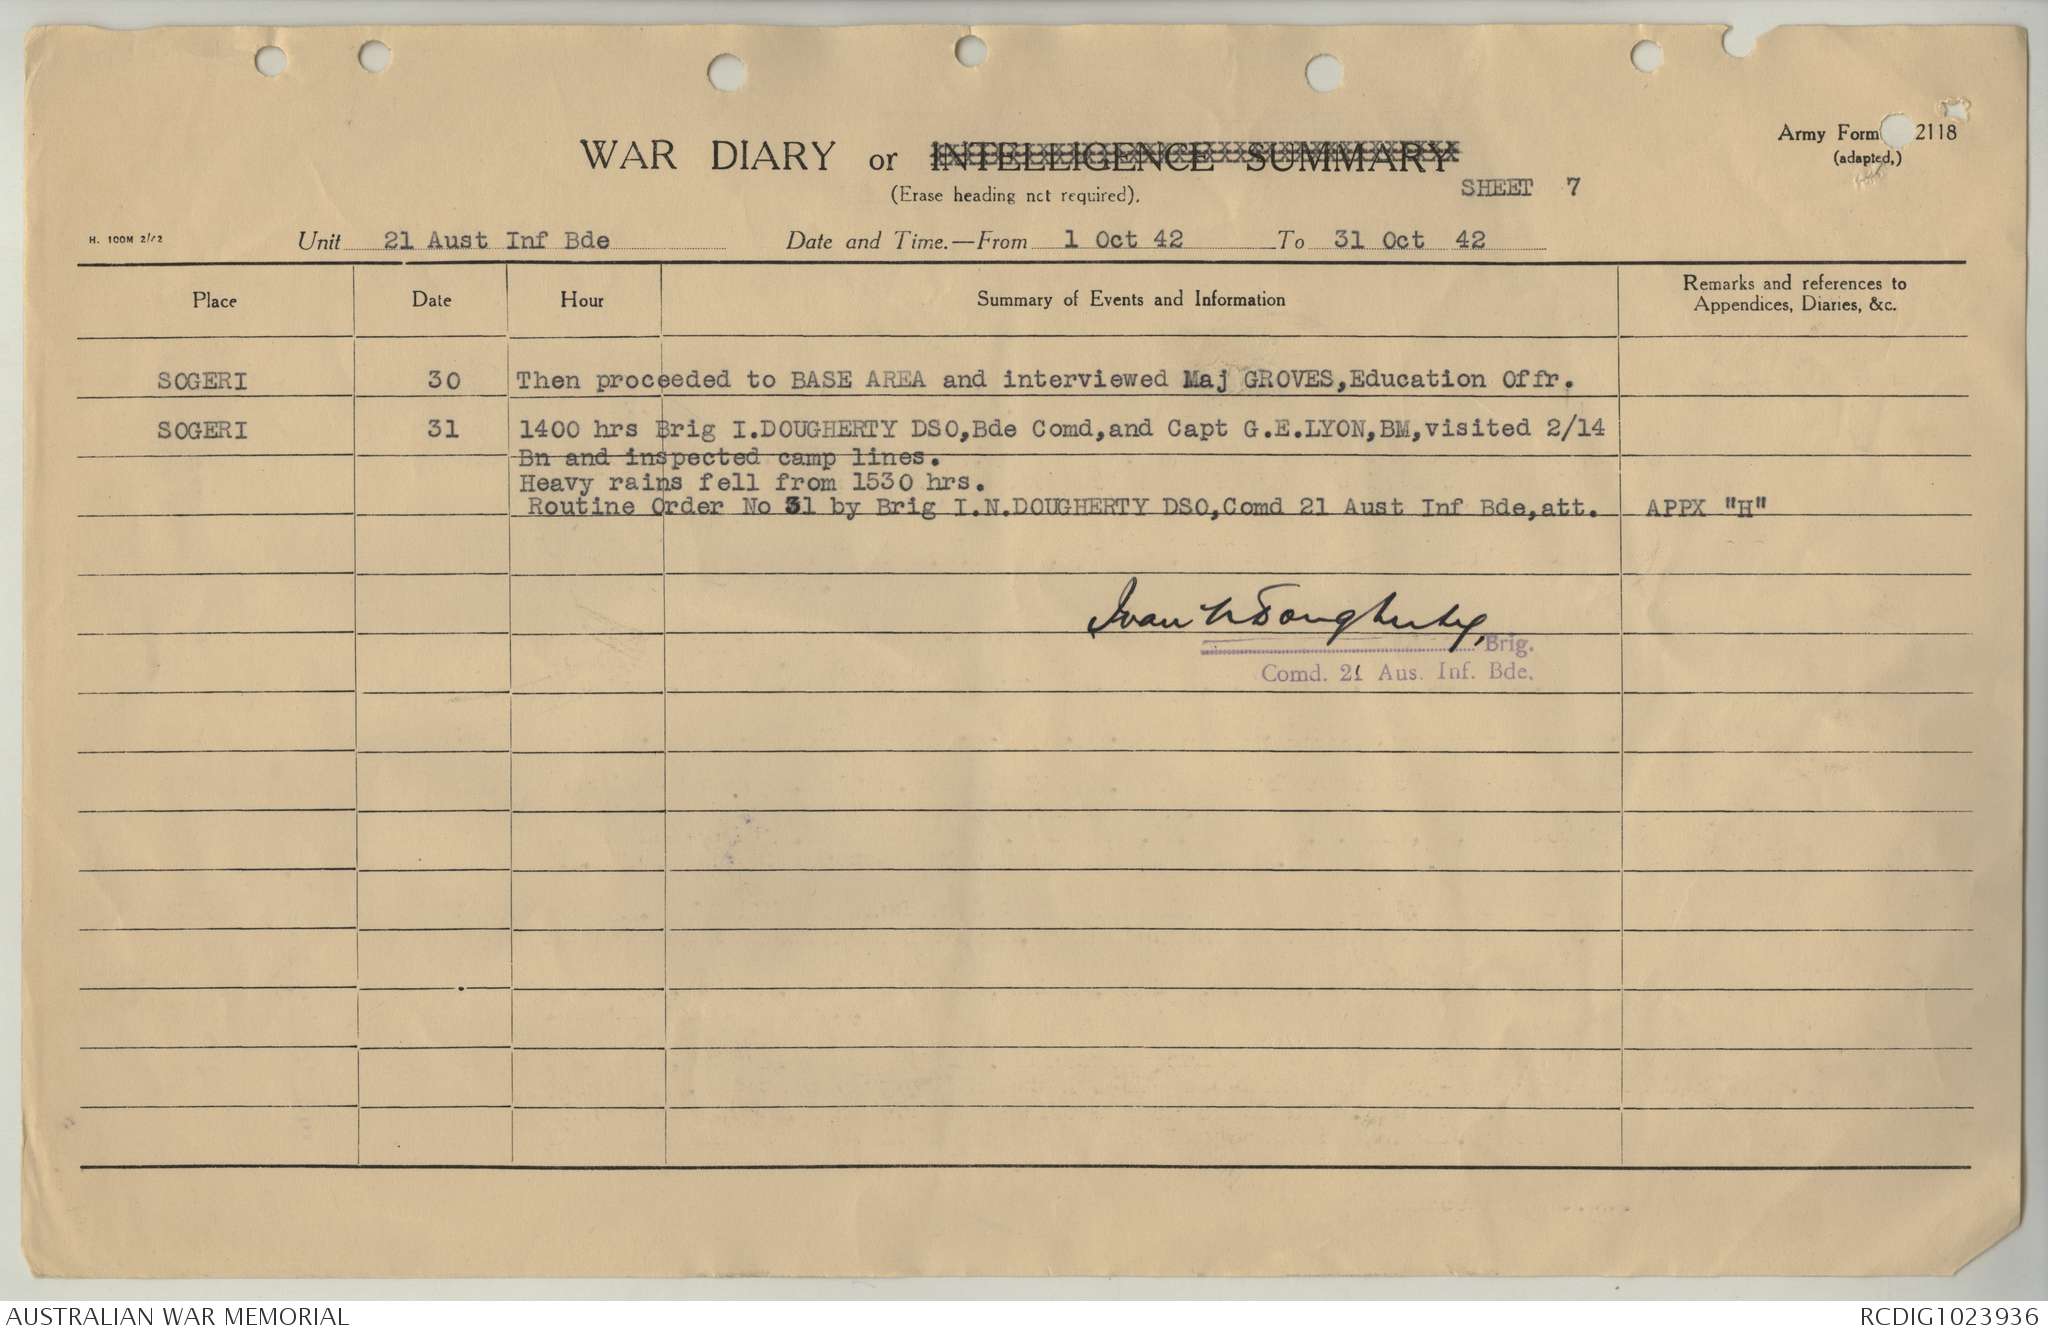 Army Form 2118
(adapted.)
WAR DIARY or INTELLIGENCE SUMMARY
(Erase heading not required).
SHEET 7
H. 100M 2/42
Unit 21 Aust Inf Bde Date and Time.—From 1 Oct 42 To 31 Oct 42
Place Date Hour Summary of Events and Information Remarks and references to
Appendices, Diaries, &c.
SOGERI 30 Then proceeded to BASE AREA and interviewed Maj GROVES,Education Offr.
SOGERI 31 1400 hrs Brig I.DOUGHERTY DSO,Bde Comd,and Capt G.E.LYON,BM,visited 2/14
Bn and inspected camp lines.
Heavy rains fell from 1530 hrs.
Routine Order No 31 by Brig I.N.DOUGHERTY DSO,Comd 21 Aust Inf Bde,att. APPX "H"
Ivan N Dougherty,
Brig.
Comd. 21 Aus. Inf. Bde.
AUSTRALIAN WAR MEMORIAL RCDIG1023936